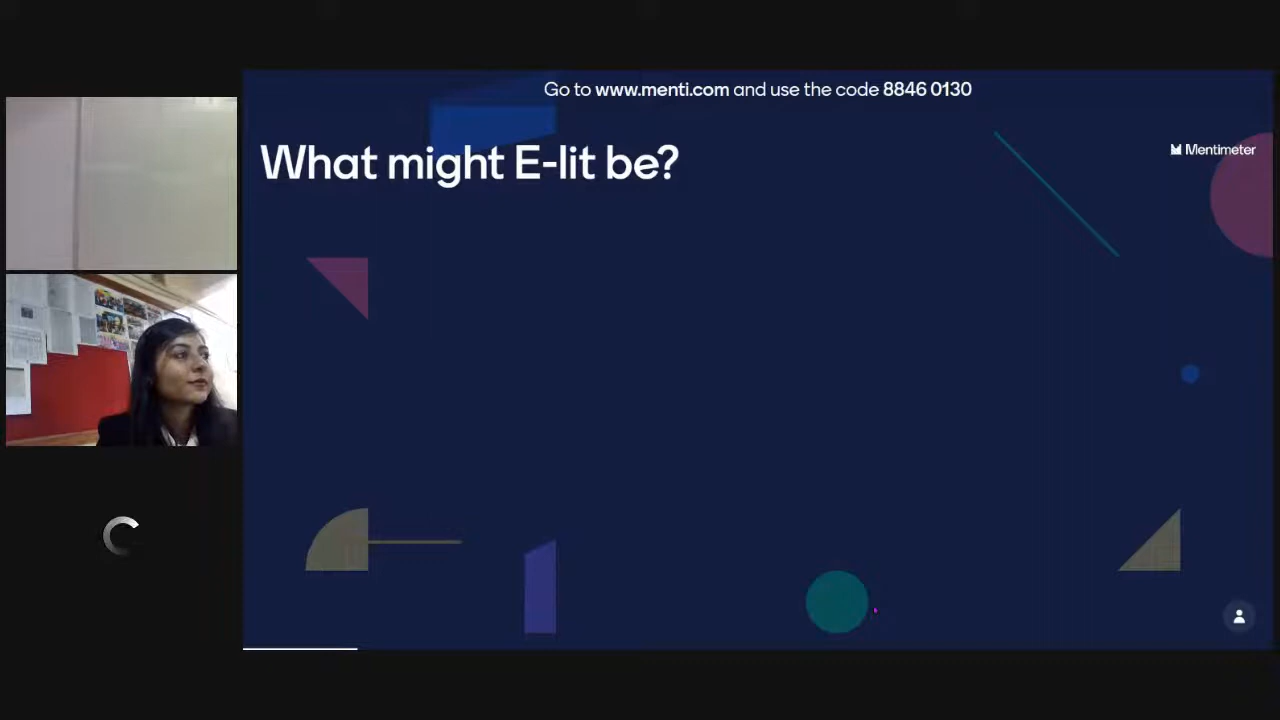 Go to www.menti.com and use the code 8846 0130
What might E-lit be?
Mentimeter